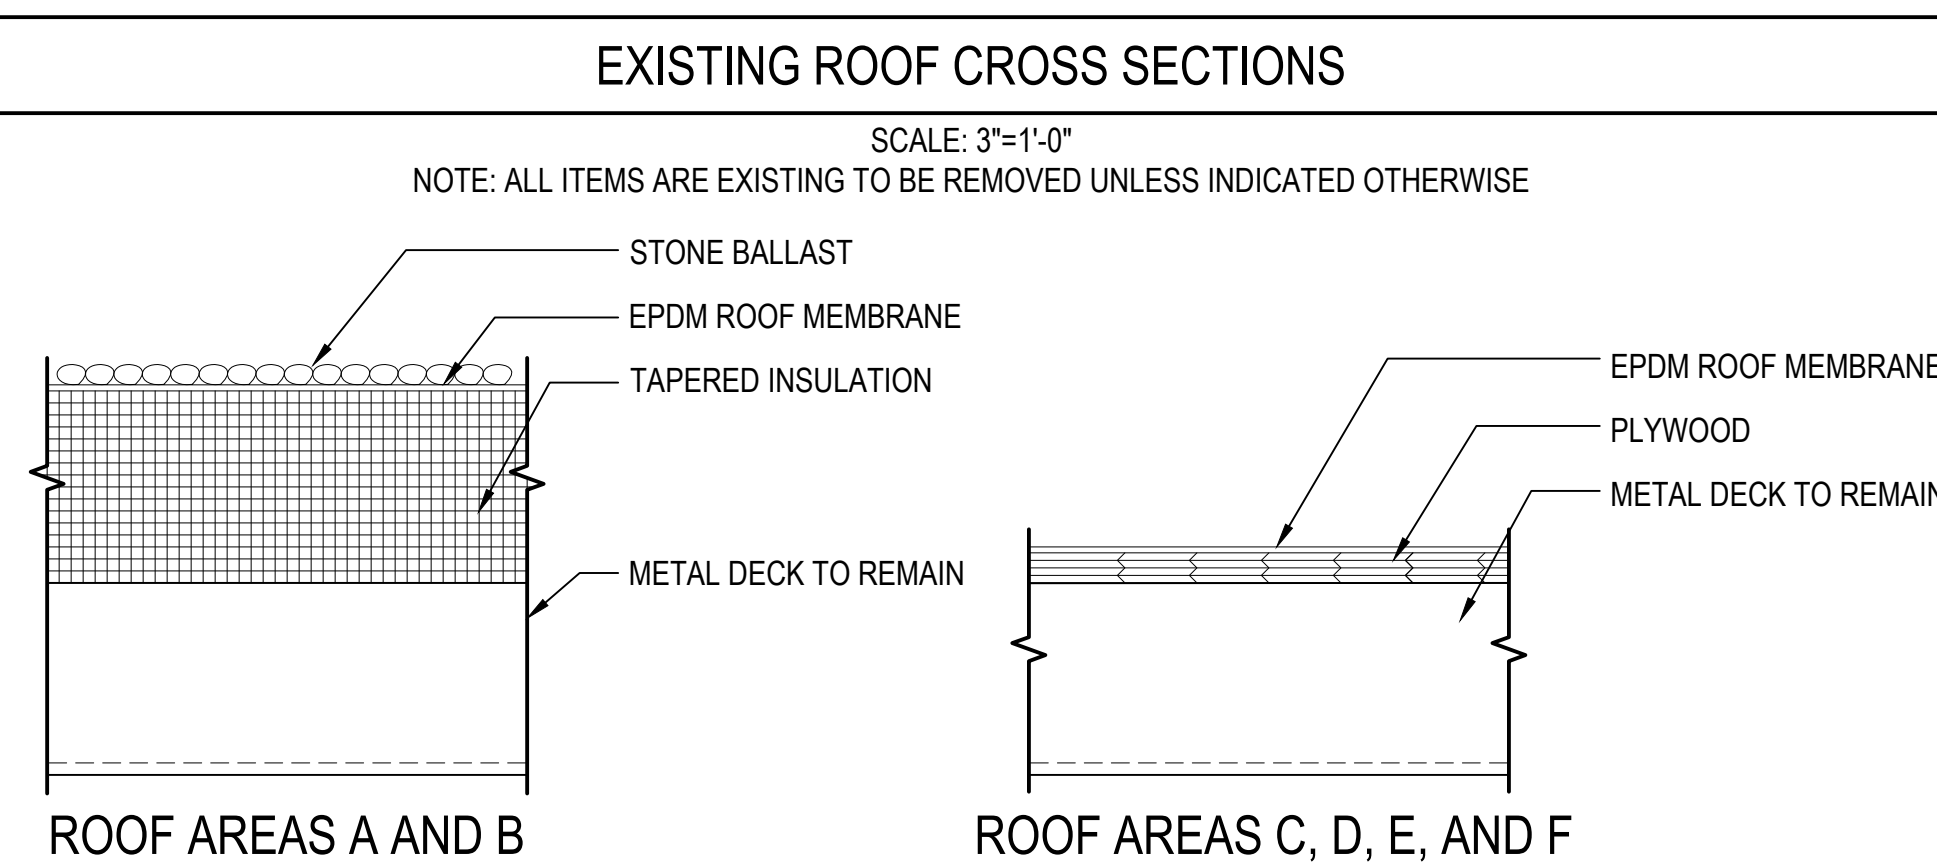 EXISTING ROOF CROSS SECTIONS
SCALE: 3"=1'-0"
NOTE: ALL ITEMS ARE EXISTING TO BE REMOVED UNLESS INDICATED OTHERWISE
STONE BALLAST
EPDM ROOF MEMBRANE
TAPERED INSULATION
METAL DECK TO REMAIN
ROOF AREAS A AND B
EPDM ROOF MEMBRANE
PLYWOOD
METAL DECK TO REMAIN
ROOF AREAS C, D, E, AND F